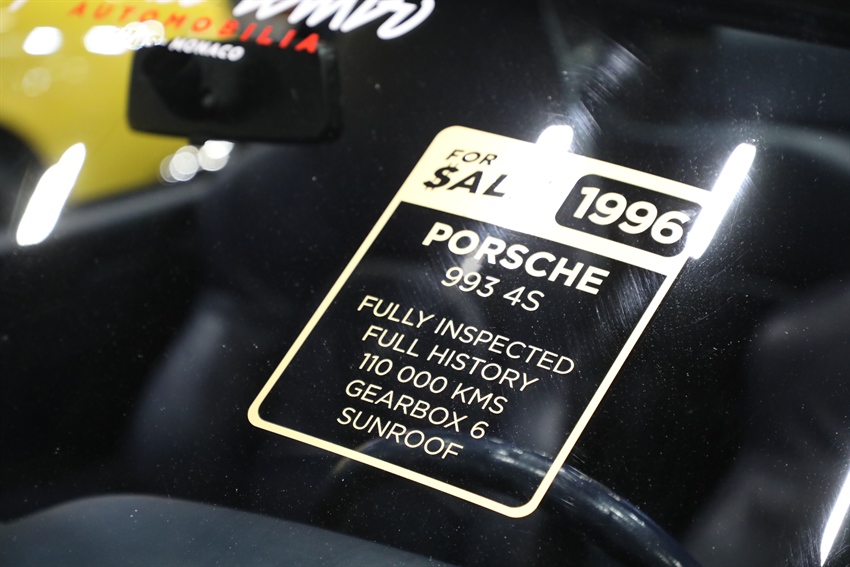 AUTOMOBILIA
MONACO
FOR
$AL
1996
PORSCHE
993 4S
FULLY INSPECTED
FULL HISTORY
110 000 KMS
GEARBOX 6
SUNROOF